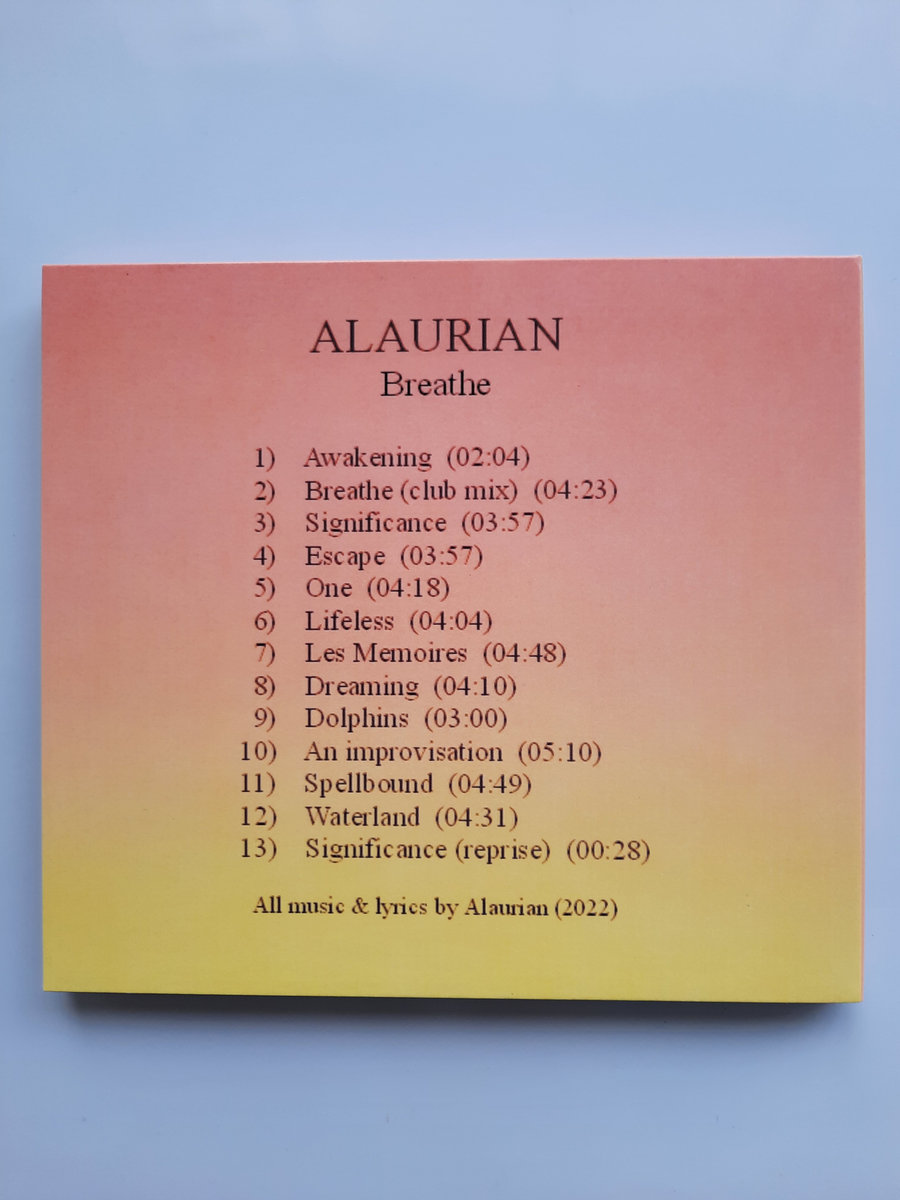 ALAURIAN
Breathe
1) Awakening (02:04)
2) Breathe (club mix) (04:23)
3) Significance (03:57)
4) Escape (03:57)
5) One (04:18)
6) Lifeless (04:04)
7) Les Memoires (04:48)
8) Dreaming (04:10)
9) Dolphins (03:00)
10) An improvisation (05:10)
11) Spellbound (04:49)
12) Waterland (04:31)
13) Significance (reprise) (00:28)
All music & lyrics by Alaurian (2022)